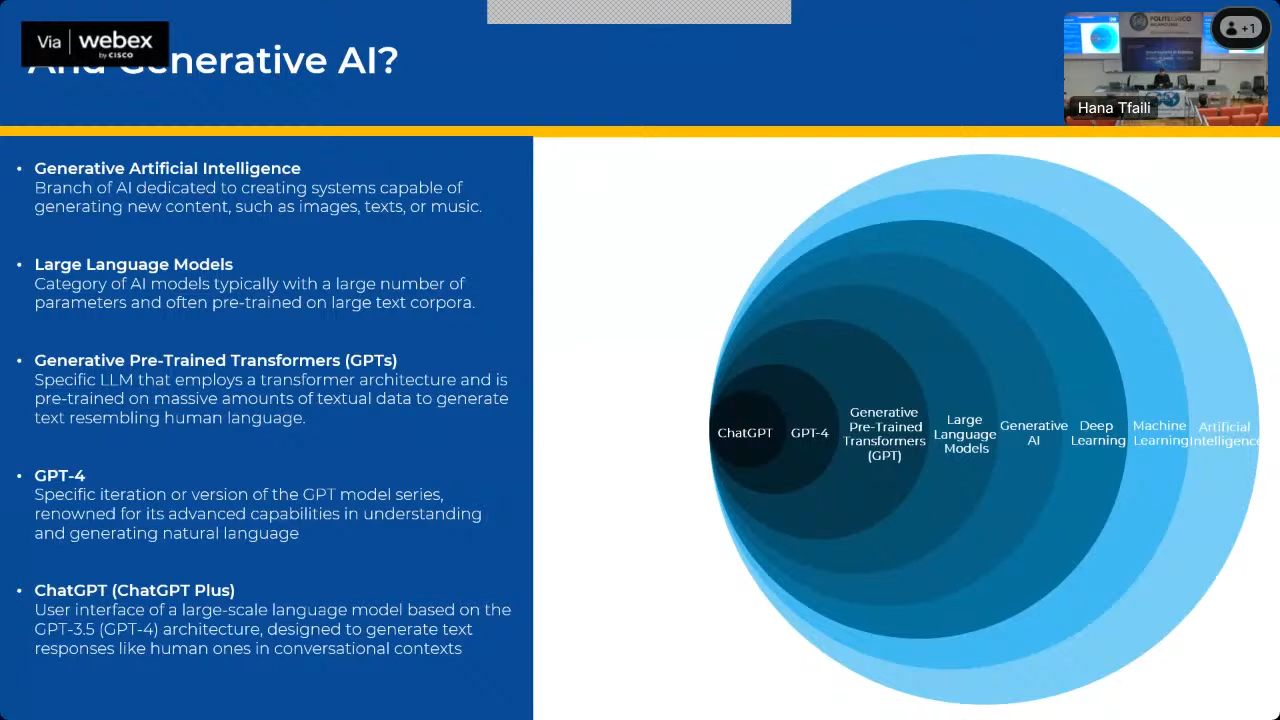 Via webex
by CISCO
And Generative AI?
POLITECNICO
Hana Tfaili
+1
• Generative Artificial Intelligence
Branch of AI dedicated to creating systems capable of
generating new content, such as images, texts, or music.
• Large Language Models
Category of AI models typically with a large number of
parameters and often pre-trained on large text corpora.
• Generative Pre-Trained Transformers (GPTs)
Specific LLM that employs a transformer architecture and is
pre-trained on massive amounts of textual data to generate
text resembling human language.
• GPT-4
Specific iteration or version of the GPT model series,
renowned for its advanced capabilities in understanding
and generating natural language
• ChatGPT (ChatGPT Plus)
User interface of a large-scale language model based on the
GPT-3.5 (GPT-4) architecture, designed to generate text
responses like human ones in conversational contexts
ChatGPT
GPT-4
Generative
Pre-Trained
Transformers
(GPT)
Large
Language
Models
Generative
AI
Deep
Learning
Machine
Learning
Artificial
Intelligence